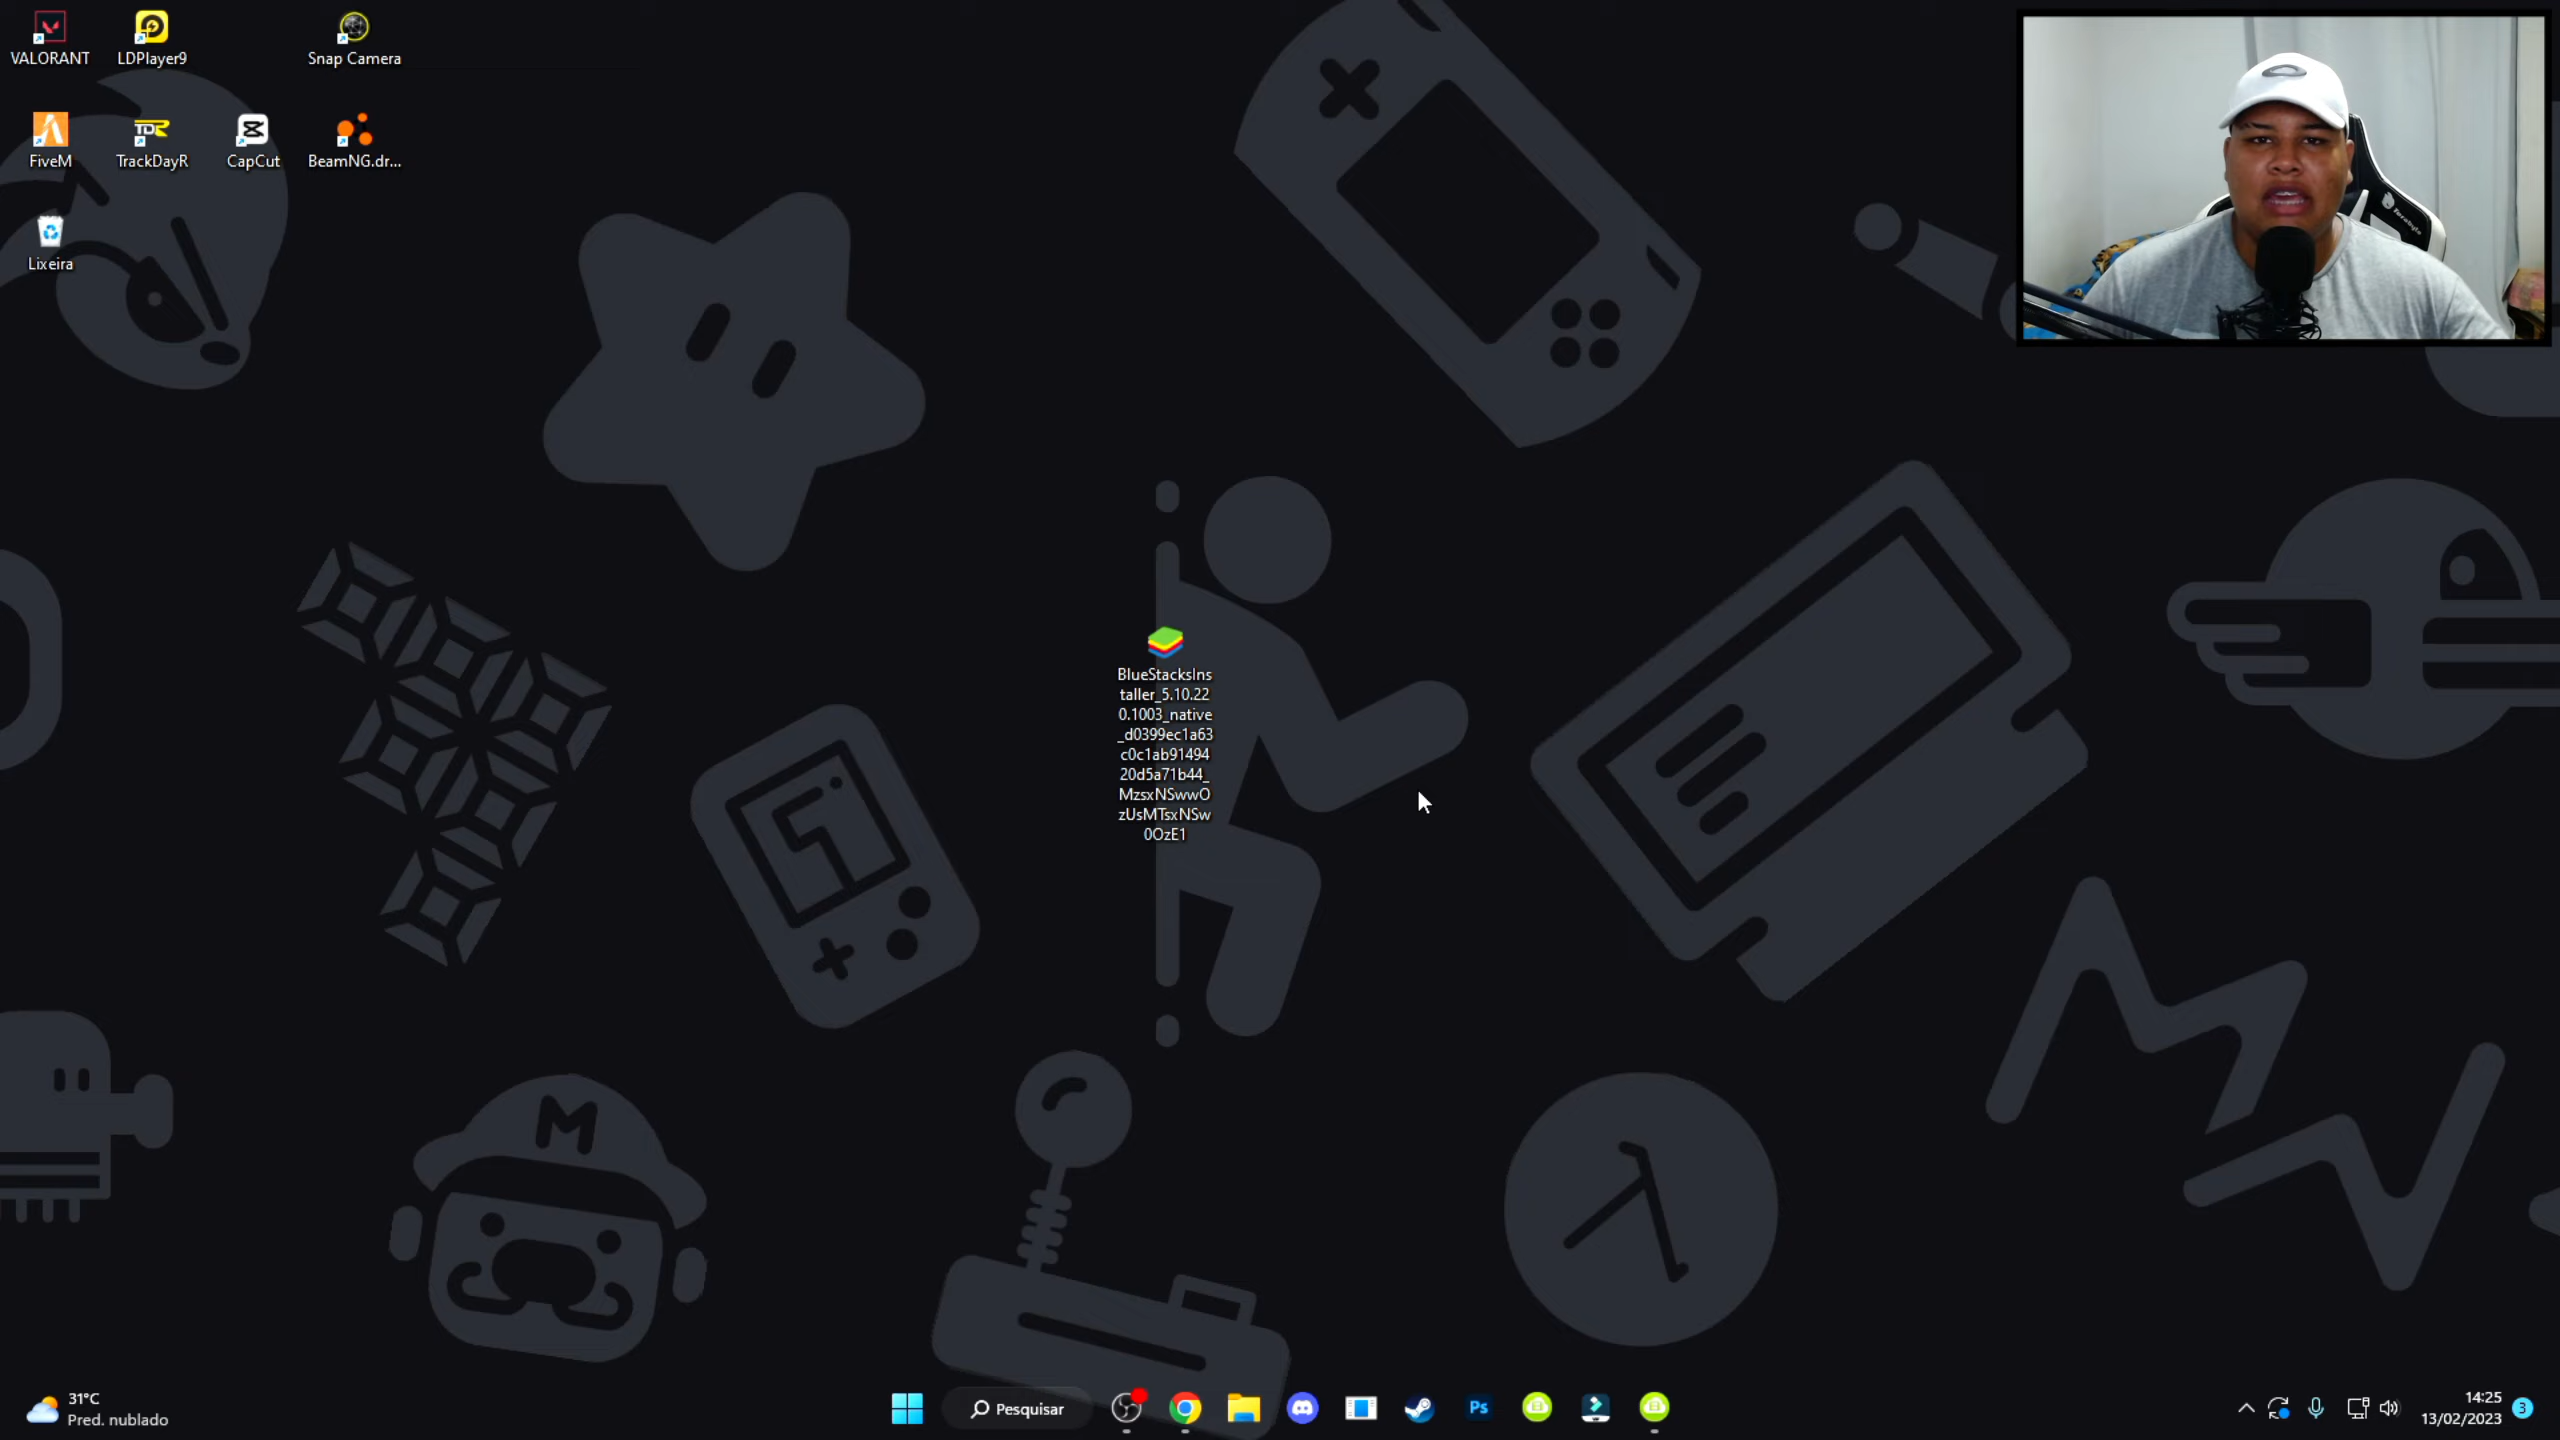 VALORANT
LDPlayer9
Snap Camera
FiveM
TrackDayR
CapCut
BeamNG.dr...
Lixeira
BlueStacksIns
taller_5.10.22
0.1003_native
_d0399ec1a63
c0c1ab91494
20d5a71b44_
MzsxNSwwO
zUsMTsxNSw
0OzE1
M
31°C
Pred. nublado
Pesquisar
Ps
14:25
13/02/2023
3